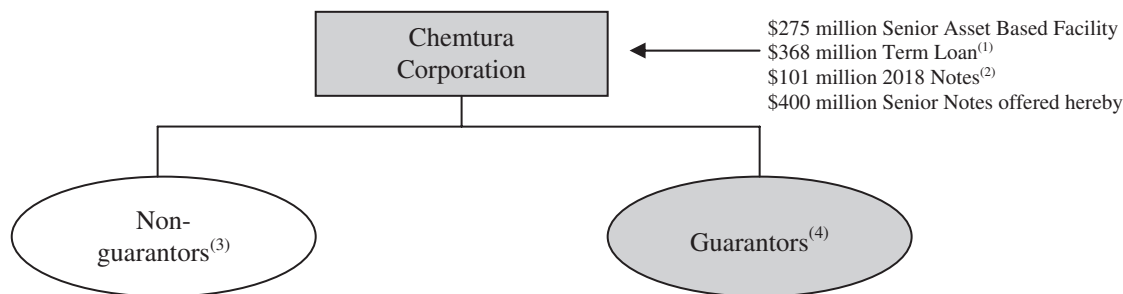 Chemtura
Corporation
$275 million Senior Asset Based Facility
$368 million Term Loan(1)
$101 million 2018 Notes(2)
$400 million Senior Notes offered hereby
Non-
guarantors(3)
Guarantors(4)